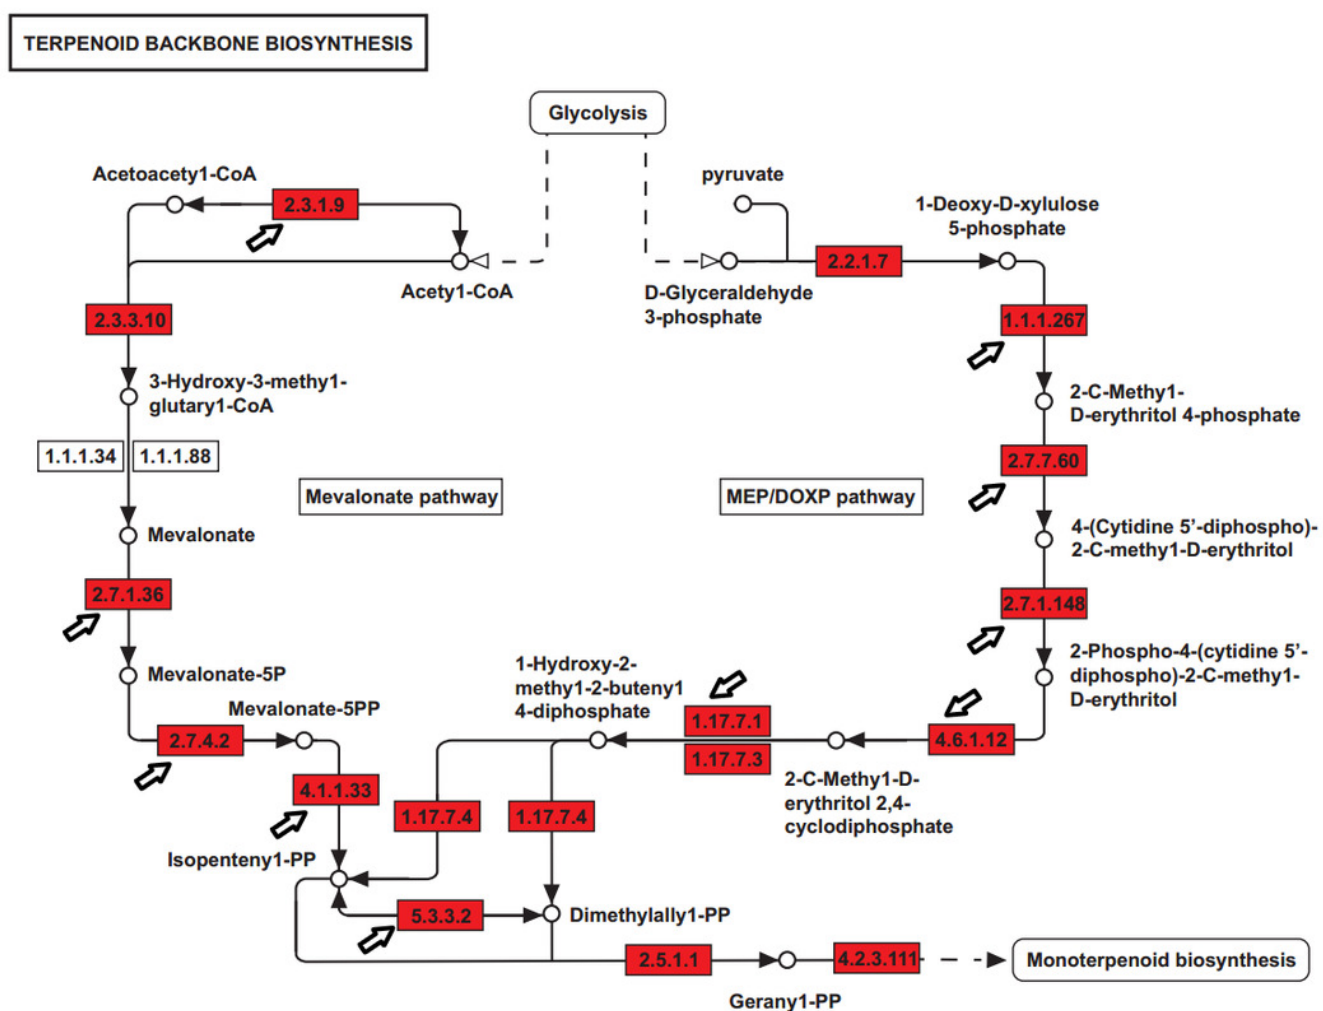 TERPENOID BACKBONE BIOSYNTHESIS
Glycolysis
Acetoacety1-CoA
2.3.1.9
Acety1-CoA
pyruvate
D-Glyceraldehyde
3-phosphate
2.2.1.7
1-Deoxy-D-xylulose
5-phosphate
2.3.3.10
1.1.1.267
3-Hydroxy-3-methy1-
glutary1-CoA
2-C-Methy1-
D-erythritol 4-phosphate
1.1.1.34
1.1.1.88
2.7.7.60
Mevalonate pathway
MEP/DOXP pathway
Mevalonate
4-(Cytidine 5’-diphospho)-
2-C-methy1-D-erythritol
2.7.1.36
2.7.1.148
Mevalonate-5P
2-Phospho-4-(cytidine 5’-
diphospho)-2-C-methy1-
D-erythritol
1-Hydroxy-2-
methy1-2-buteny1
4-diphosphate
Mevalonate-5PP
2.7.4.2
1.17.7.1
1.17.7.3
4.6.1.12
2-C-Methy1-D-
erythritol 2,4-
cyclodiphosphate
4.1.1.33
1.17.7.4
1.17.7.4
Isopenteny1-PP
5.3.3.2
Dimethylally1-PP
2.5.1.1
Gerany1-PP
4.2.3.111
Monoterpenoid biosynthesis